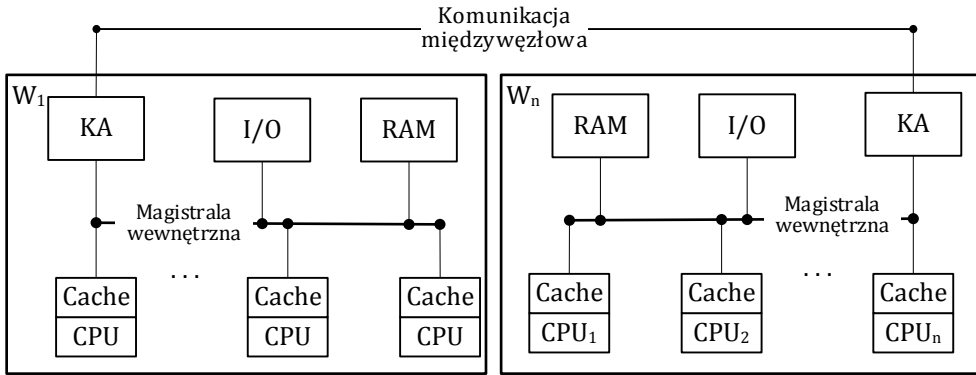 Komunikacja
międzywęzłowa
W₁
KA
I/O
RAM
Magistrala
wewnętrzna
. . .
Cache
CPU
Cache
CPU
Cache
CPU
Wₙ
RAM
I/O
KA
Magistrala
wewnętrzna
. . .
Cache
CPU₁
Cache
CPU₂
Cache
CPUₙ